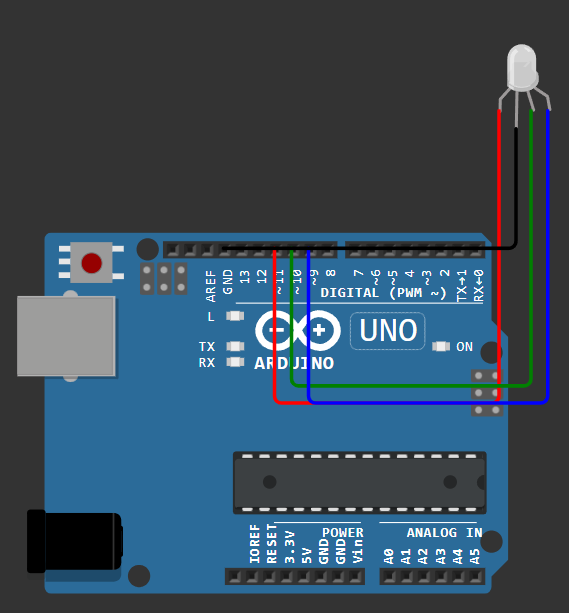 AREF
GND
13
12
~11
~10
~9
8
7
~6
~5
4
~3
2
TX→1
RX←0
DIGITAL (PWM ~)
L
TX
RX
ARDUINO
UNO
ON
IOREF
RESET
3.3V
5V
GND
GND
Vin
POWER
ANALOG IN
A0
A1
A2
A3
A4
A5